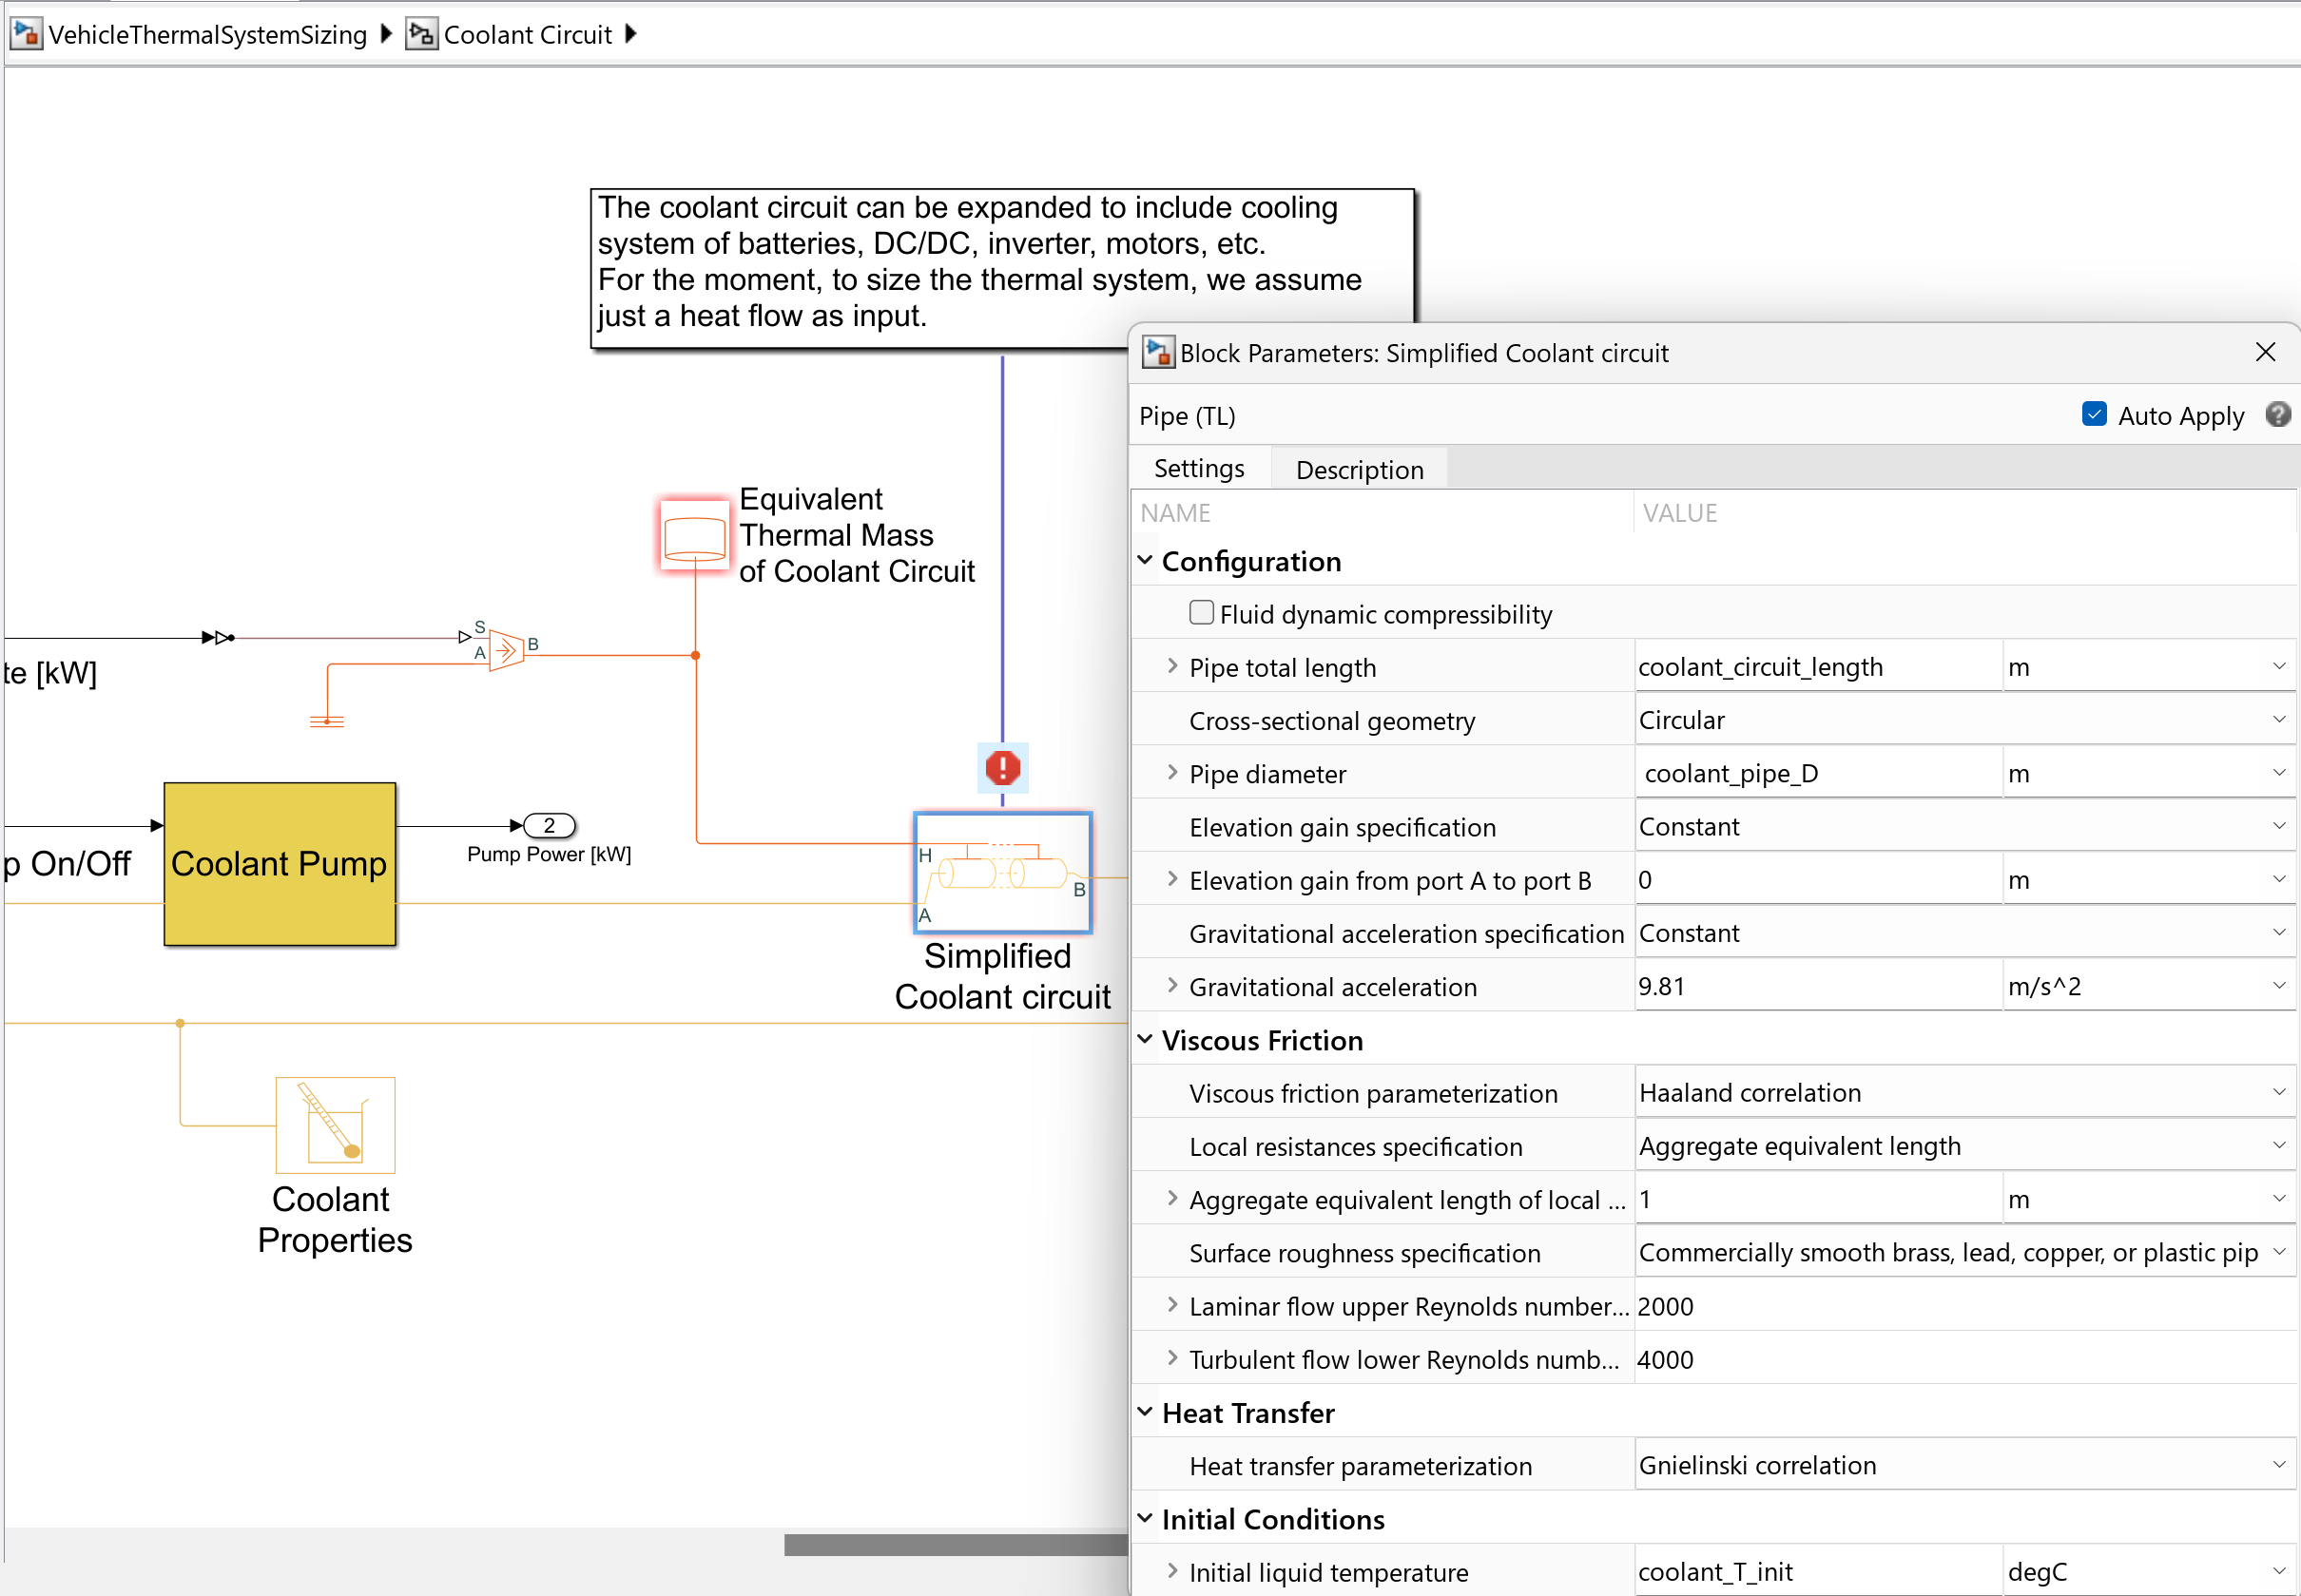 VehicleThermalSystemSizing
Coolant Circuit
The coolant circuit can be expanded to include cooling
system of batteries, DC/DC, inverter, motors, etc.
For the moment, to size the thermal system, we assume
just a heat flow as input.
Equivalent
Thermal Mass
of Coolant Circuit
S
A
B
te [kW]
Coolant Pump
2
Pump Power [kW]
p On/Off
H
B
A
Simplified
Coolant circuit
Coolant
Properties
Block Parameters: Simplified Coolant circuit
Pipe (TL)
Auto Apply
Settings
Description
NAME VALUE
Configuration
Fluid dynamic compressibility
Pipe total length coolant_circuit_length m
Cross-sectional geometry Circular
Pipe diameter coolant_pipe_D m
Elevation gain specification Constant
Elevation gain from port A to port B 0 m
Gravitational acceleration specification Constant
Gravitational acceleration 9.81 m/s^2
Viscous Friction
Viscous friction parameterization Haaland correlation
Local resistances specification Aggregate equivalent length
Aggregate equivalent length of local ... 1 m
Surface roughness specification Commercially smooth brass, lead, copper, or plastic pip
Laminar flow upper Reynolds number... 2000
Turbulent flow lower Reynolds numb... 4000
Heat Transfer
Heat transfer parameterization Gnielinski correlation
Initial Conditions
Initial liquid temperature coolant_T_init degC